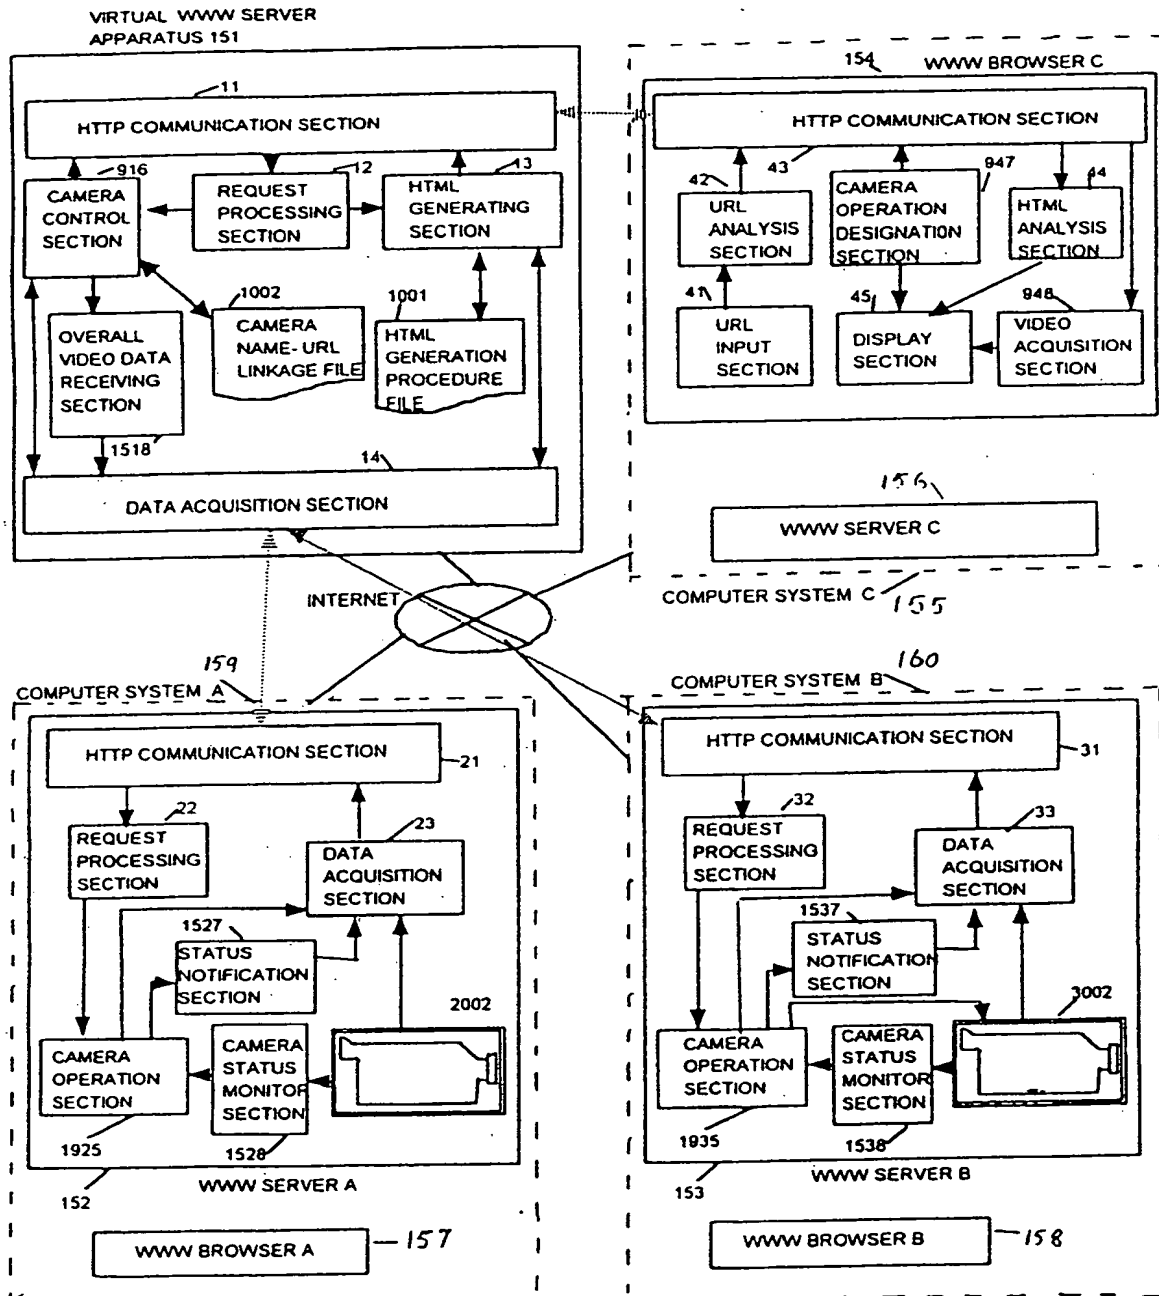 VIRTUAL WWW SERVER
APPARATUS 151
11
HTTP COMMUNICATION SECTION
916
CAMERA
CONTROL
SECTION
12
REQUEST
PROCESSING
SECTION
13
HTML
GENERATING
SECTION
OVERALL
VIDEO DATA
RECEIVING
SECTION
1518
1002
CAMERA
NAME- URL
LINKAGE FILE
1001
HTML
GENERATION
PROCEDURE
FILE
14
DATA ACQUISITION SECTION
154
WWW BROWSER C
HTTP COMMUNICATION SECTION
43
42
URL
ANALYSIS
SECTION
947
CAMERA
OPERATION
DESIGNATION
SECTION
44
HTML
ANALYSIS
SECTION
41
URL
INPUT
SECTION
45
DISPLAY
SECTION
948
VIDEO
ACQUISITION
SECTION
156
WWW SERVER C
COMPUTER SYSTEM C
155
INTERNET
159
COMPUTER SYSTEM A
HTTP COMMUNICATION SECTION
21
22
REQUEST
PROCESSING
SECTION
23
DATA
ACQUISITION
SECTION
1527
STATUS
NOTIFICATION
SECTION
2002
CAMERA
OPERATION
SECTION
1925
CAMERA
STATUS
MONITOR
SECTION
1528
152
WWW SERVER A
WWW BROWSER A
157
160
COMPUTER SYSTEM B
HTTP COMMUNICATION SECTION
31
32
REQUEST
PROCESSING
SECTION
33
DATA
ACQUISITION
SECTION
1537
STATUS
NOTIFICATION
SECTION
3002
CAMERA
OPERATION
SECTION
1935
CAMERA
STATUS
MONITOR
SECTION
1538
153
WWW SERVER B
WWW BROWSER B
158